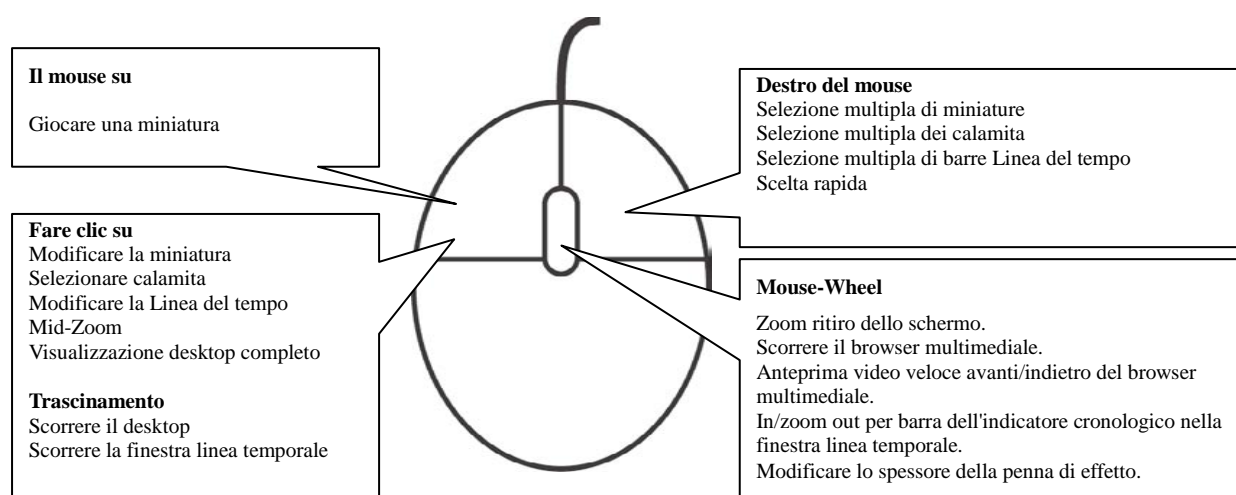 Il mouse su
Giocare una miniatura
Fare clic su
Modificare la miniatura
Selezionare calamita
Modificare la Linea del tempo
Mid-Zoom
Visualizzazione desktop completo
Trascinamento
Scorrere il desktop
Scorrere la finestra linea temporale
Destro del mouse
Selezione multipla di miniature
Selezione multipla dei calamita
Selezione multipla di barre Linea del tempo
Scelta rapida
Mouse-Wheel
Zoom ritiro dello schermo.
Scorrere il browser multimediale.
Anteprima video veloce avanti/indietro del browser
multimediale.
In/zoom out per barra dell'indicatore cronologico nella
finestra linea temporale.
Modificare lo spessore della penna di effetto.